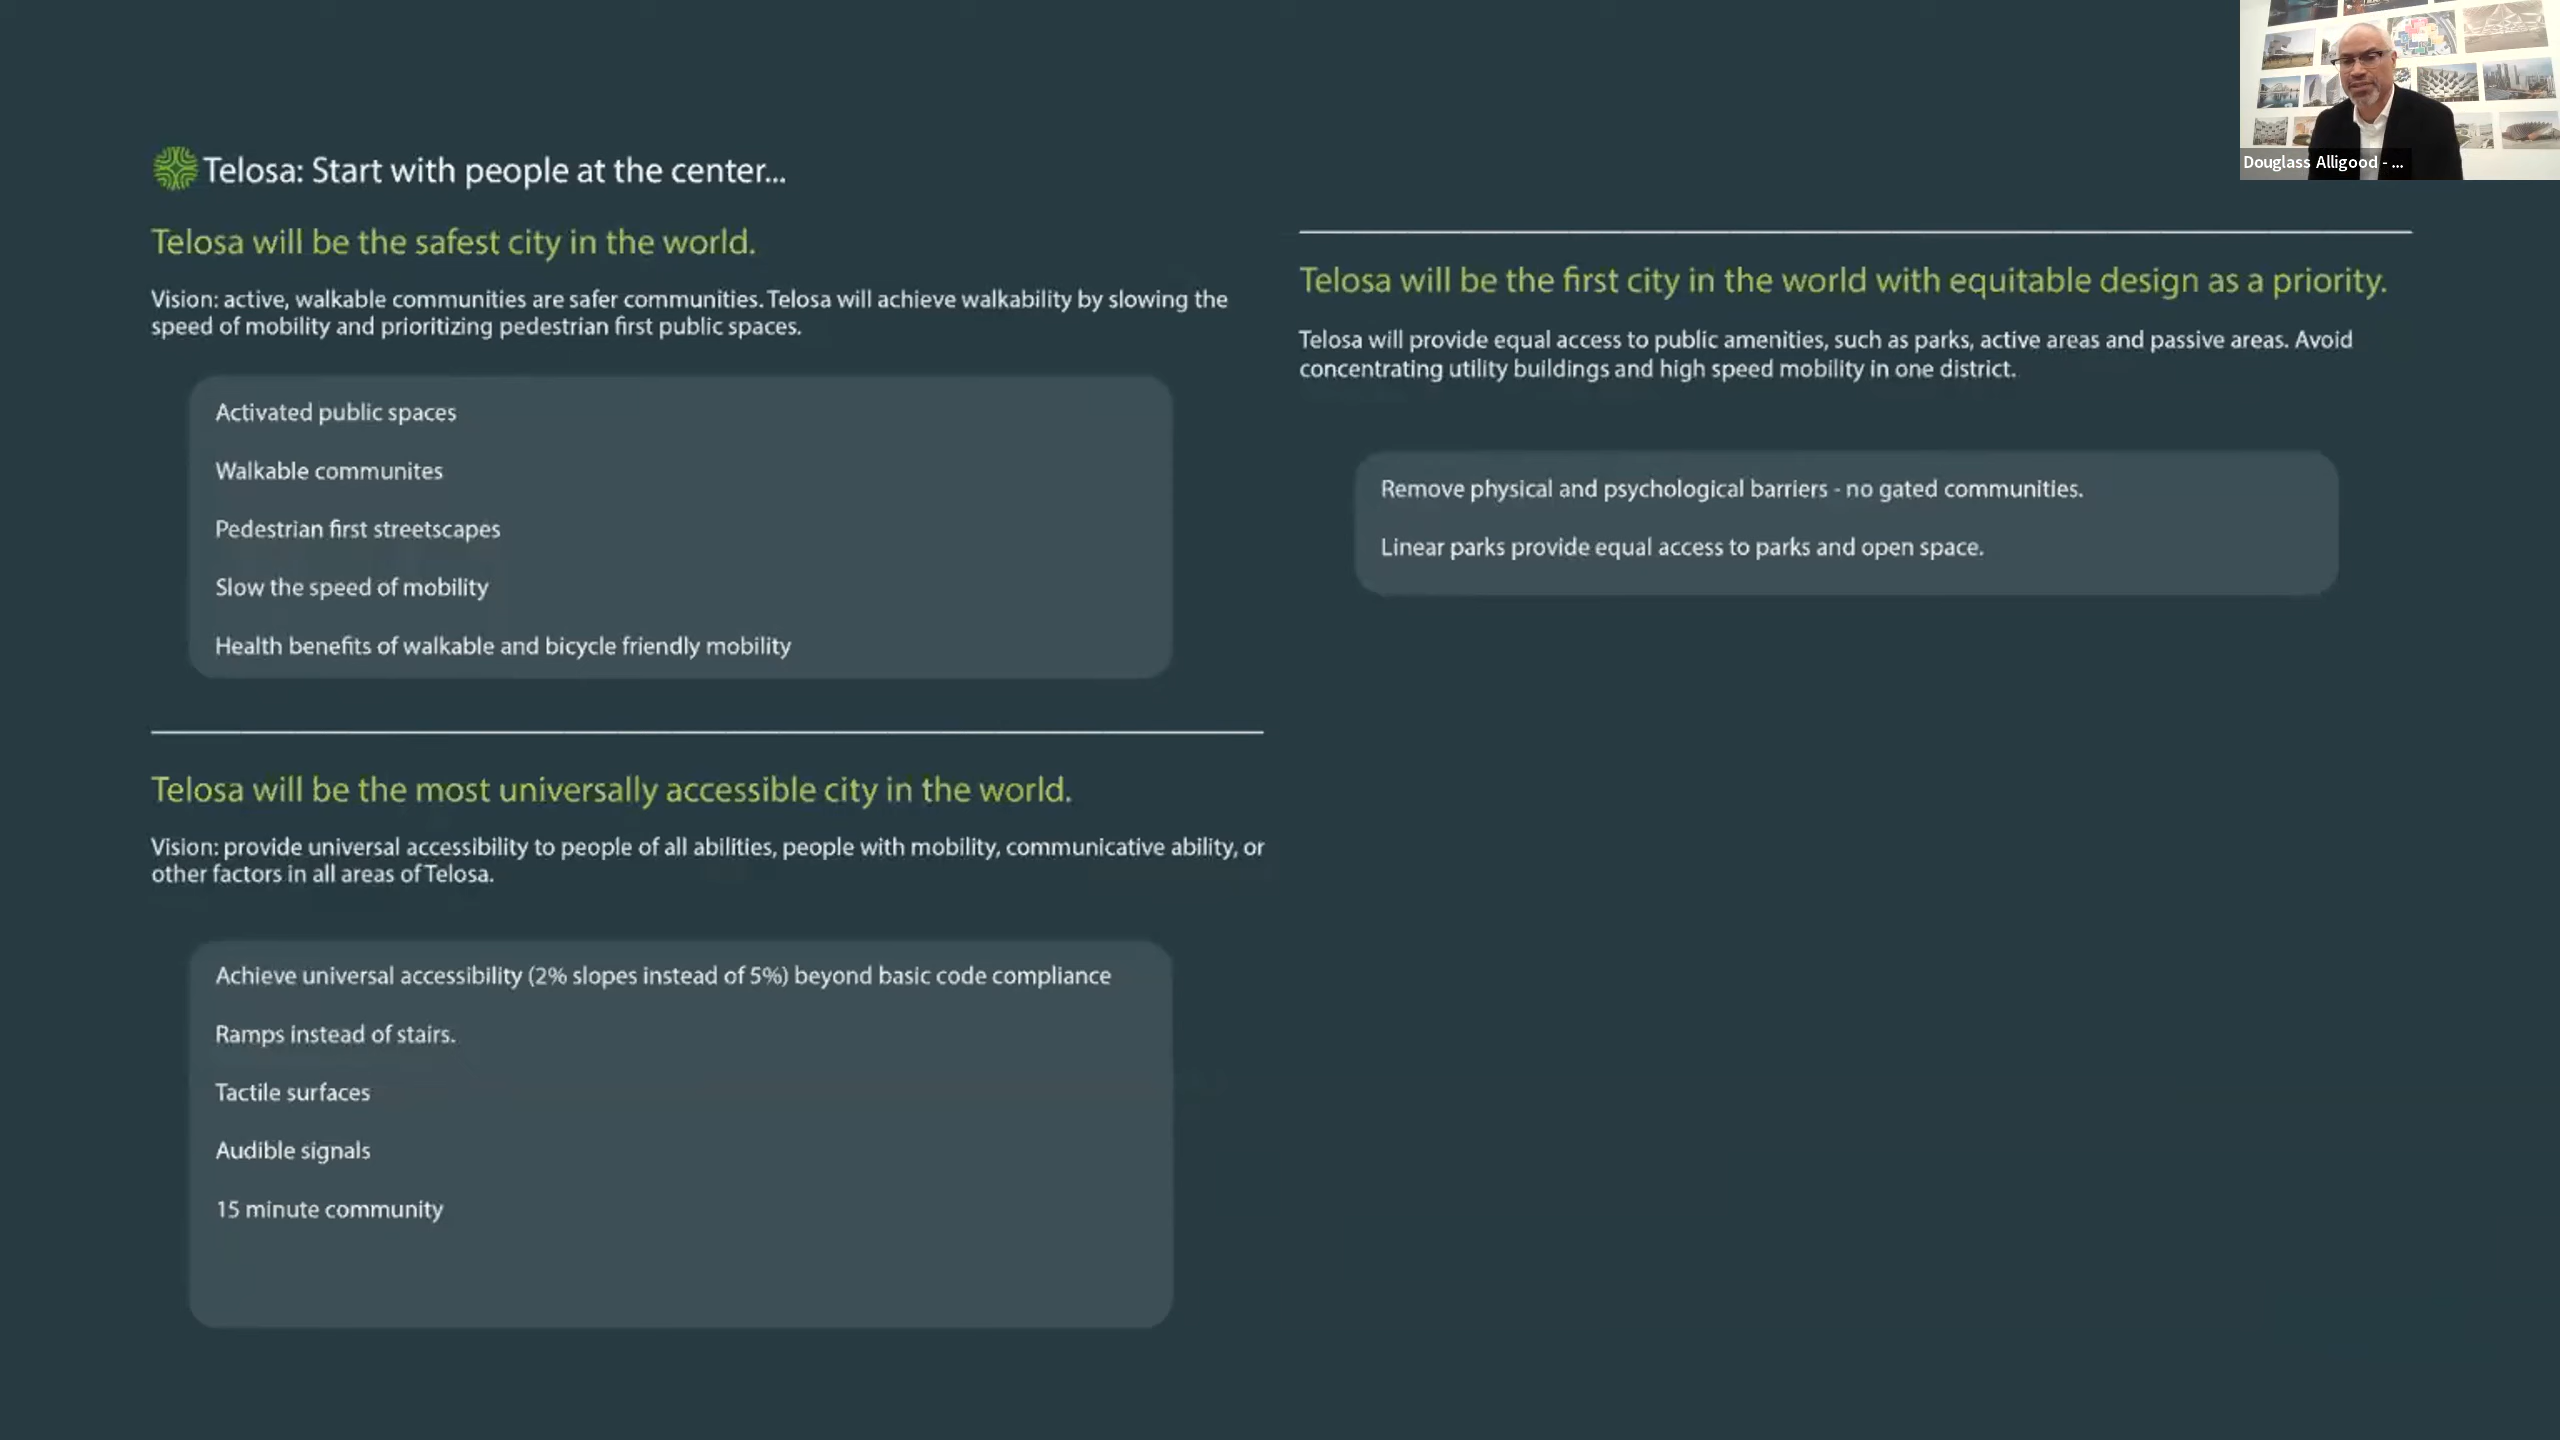 Telosa: Start with people at the center...
Telosa will be the safest city in the world.
Vision: active, walkable communities are safer communities. Telosa will achieve walkability by slowing the
speed of mobility and prioritizing pedestrian first public spaces.
Activated public spaces
Walkable communites
Pedestrian first streetscapes
Slow the speed of mobility
Health benefits of walkable and bicycle friendly mobility
Telosa will be the most universally accessible city in the world.
Vision: provide universal accessibility to people of all abilities, people with mobility, communicative ability, or
other factors in all areas of Telosa.
Achieve universal accessibility (2% slopes instead of 5%) beyond basic code compliance
Ramps instead of stairs.
Tactile surfaces
Audible signals
15 minute community
Telosa will be the first city in the world with equitable design as a priority.
Telosa will provide equal access to public amenities, such as parks, active areas and passive areas. Avoid
concentrating utility buildings and high speed mobility in one district.
Remove physical and psychological barriers - no gated communities.
Linear parks provide equal access to parks and open space.
Douglass Alligood - ...